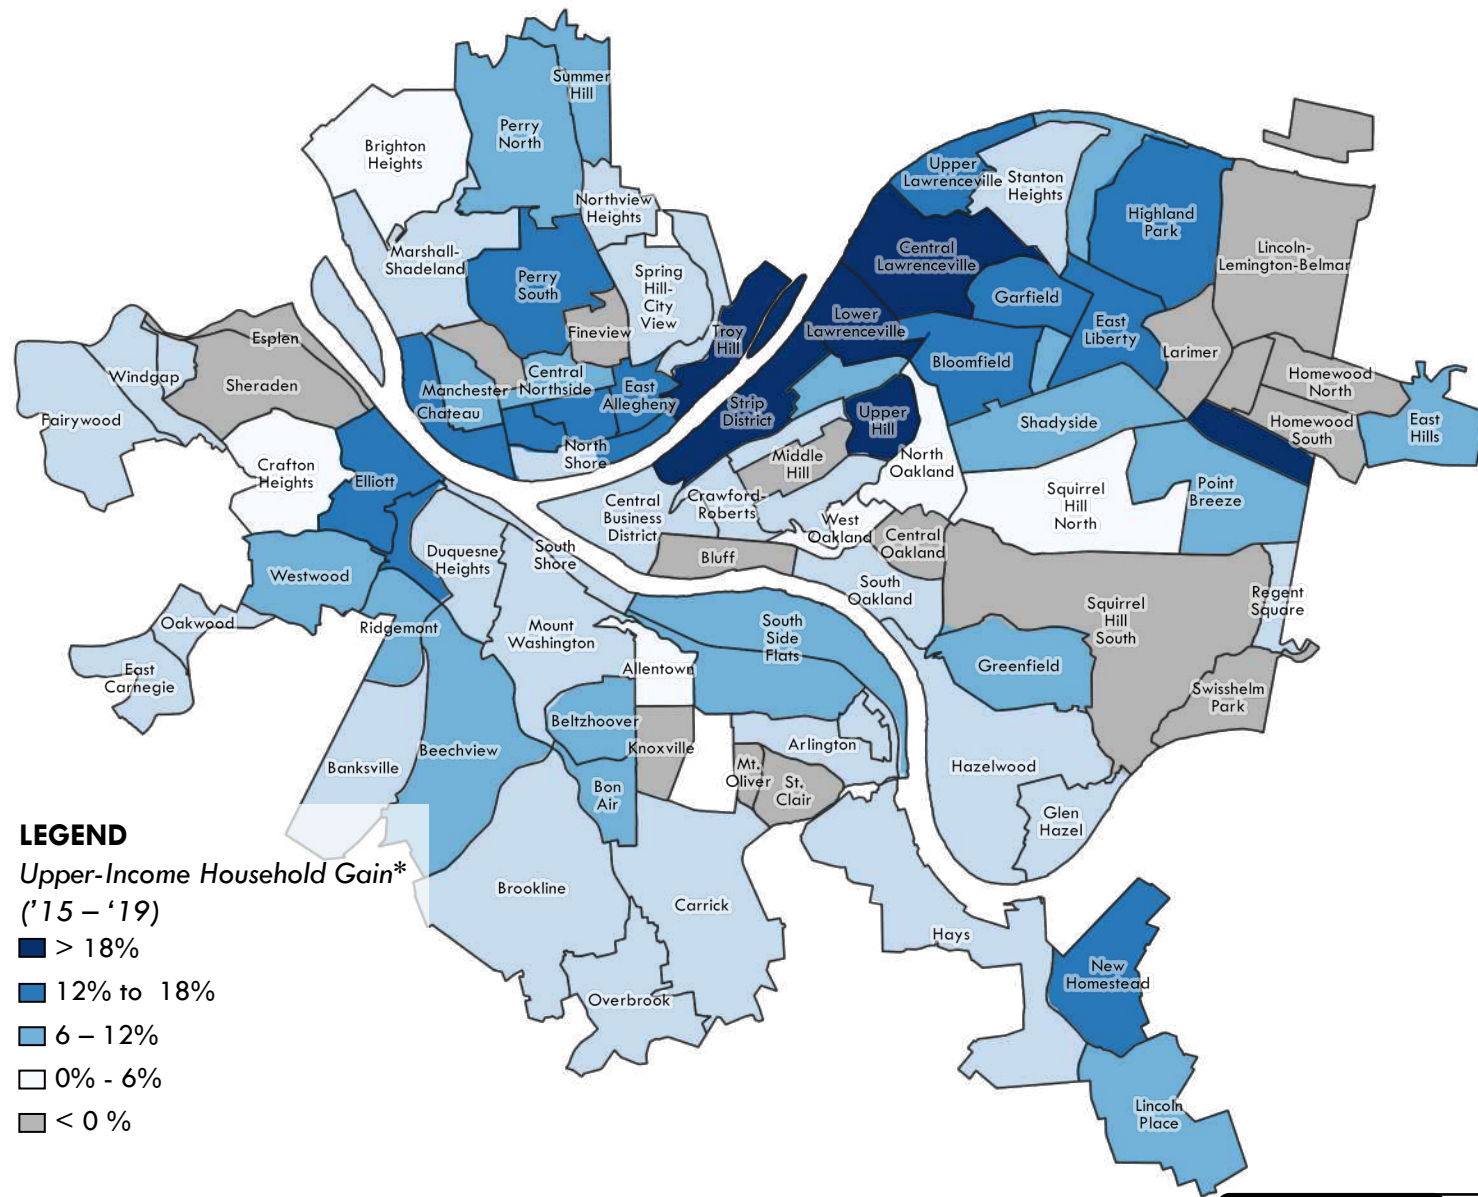 Summer
Hill
Perry
North
Brighton
Heights
Upper
Lawrenceville
Stanton
Heights
Northview
Heights
Highland
Park
Marshall-
Shadeland
Central
Lawrenceville
Lincoln-
Lemington-Belmar
Perry
South
Spring
Hill-
City
View
Garfield
Esplen
Fineview
Troy
Hill
Lower
Lawrenceville
East
Liberty
Larimer
Windgap
Sheraden
Manchester
Central
Northside
East
Allegheny
Bloomfield
Homewood
North
Fairywood
Chateau
Strip
District
Upper
Hill
Shadyside
Homewood
South
East
Hills
North
Shore
Middle
Hill
North
Oakland
Crafton
Heights
Elliott
Central
Business
District
Crawford-
Roberts
Squirrel
Hill
North
Point
Breeze
West
Oakland
Central
Oakland
Duquesne
Heights
South
Shore
Bluff
Westwood
South
Oakland
Regent
Square
Oakwood
Ridgemont
Mount
Washington
South
Side
Flats
Squirrel
Hill
South
East
Carnegie
Allentown
Greenfield
Swisshelm
Park
Beltzhoover
Knoxville
Arlington
Banksville
Beechview
Mt.
Oliver
St.
Clair
Hazelwood
Bon
Air
Glen
Hazel
LEGEND
Upper-Income Household Gain*
(’15 – ‘19)
> 18%
12% to 18%
6 – 12%
0% - 6%
< 0 %
Brookline
Carrick
Hays
Overbrook
New
Homestead
Lincoln
Place